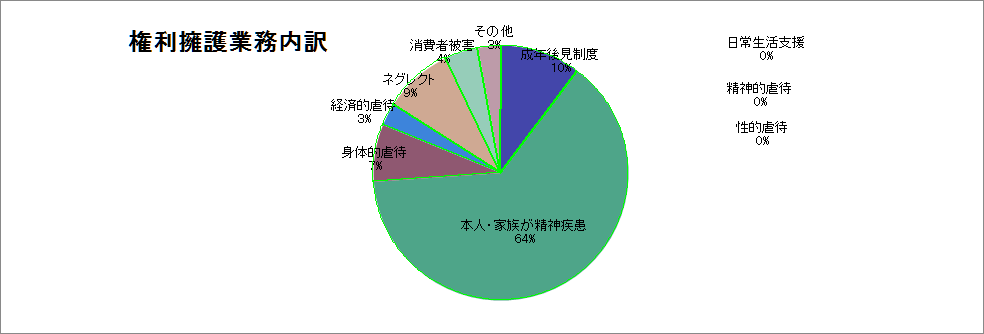 権利擁護業務内訳
その他
3%
消費者被害
4%
成年後見制度
10%
ネグレクト
9%
経済的虐待
3%
身体的虐待
7%
本人・家族が精神疾患
64%
日常生活支援
0%
精神的虐待
0%
性的虐待
0%